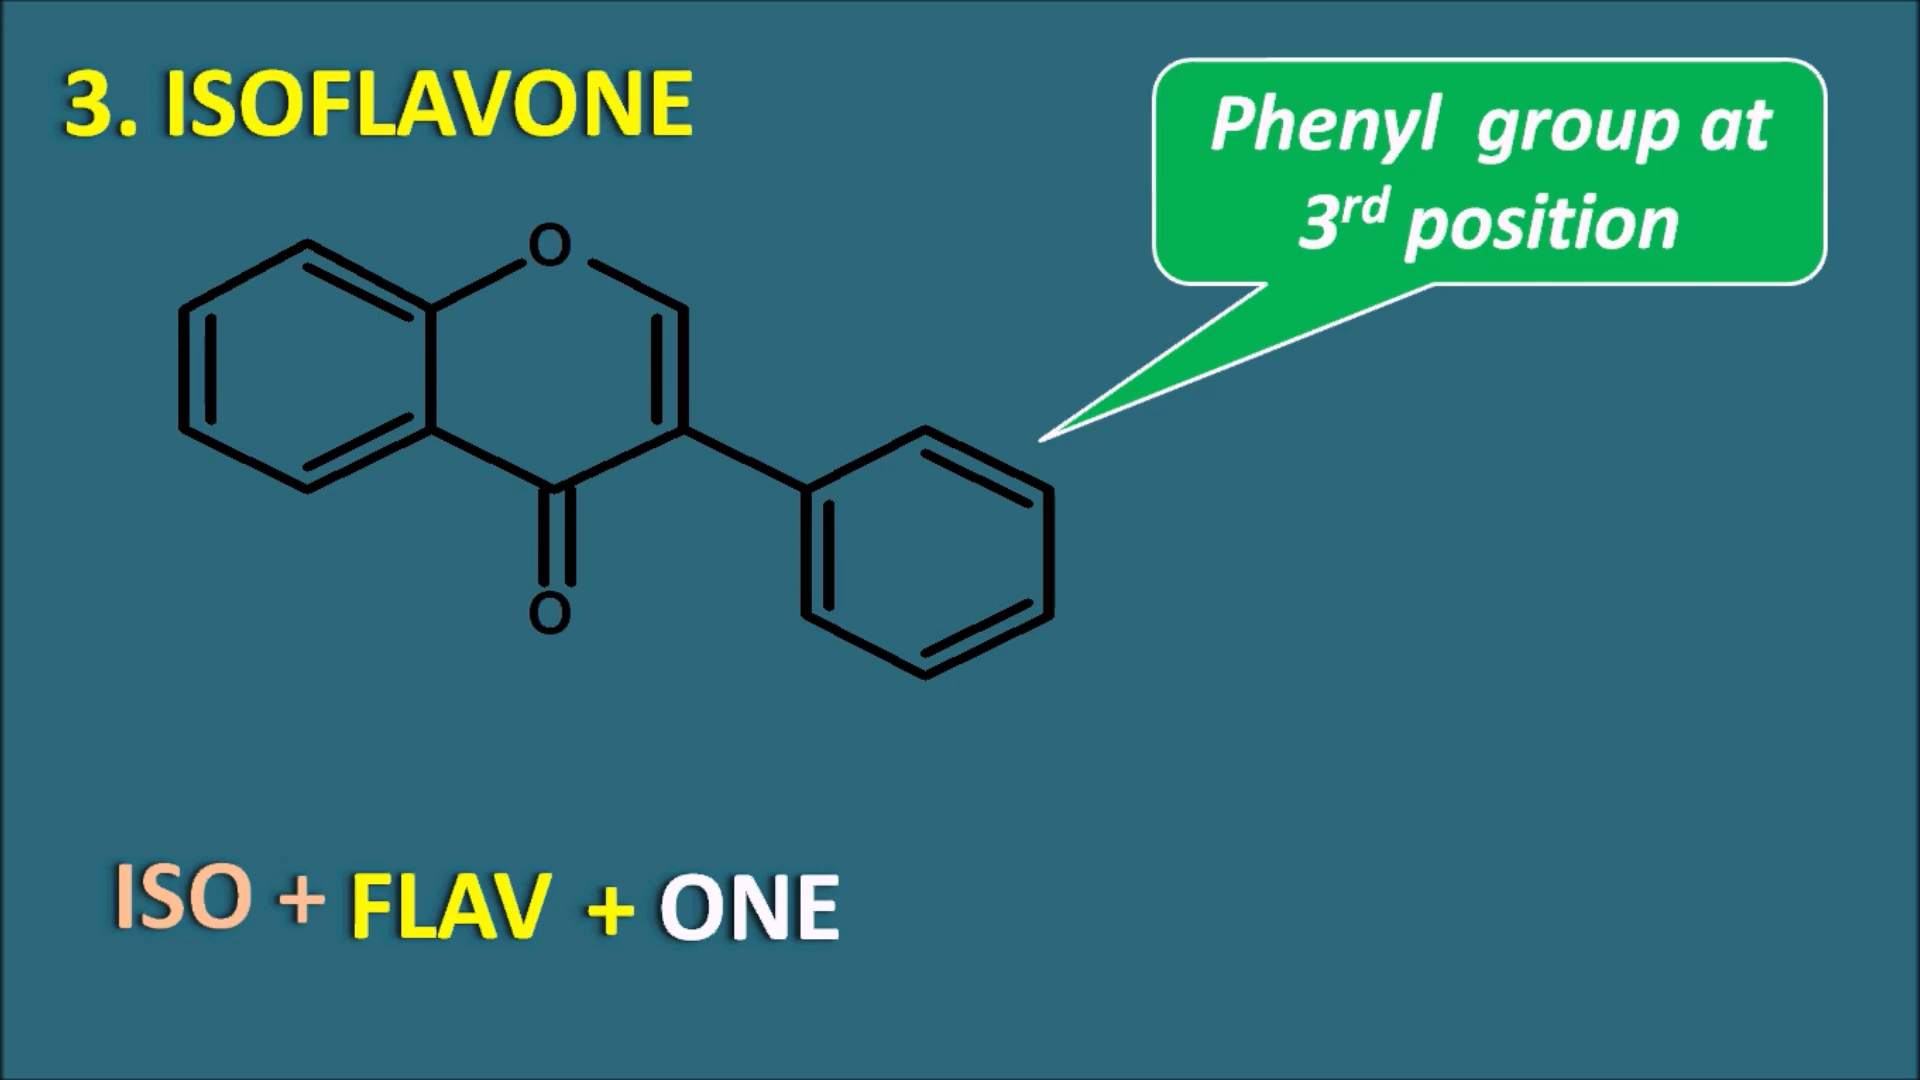 3. ISOFLAVONE
Phenyl group at
3rd position
O
O
ISO + FLAV + ONE